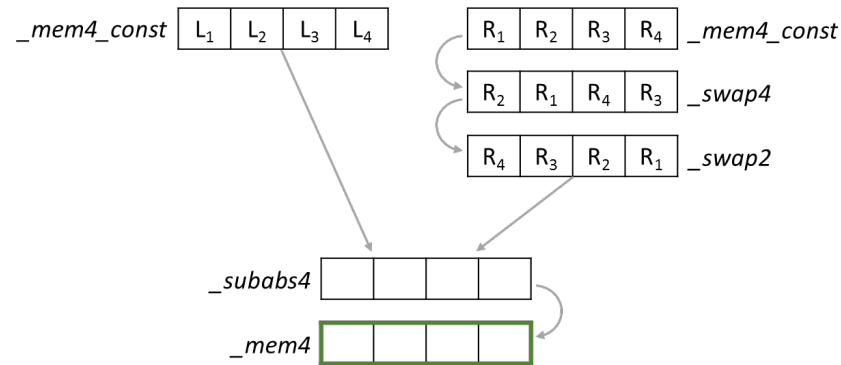 _mem4_const L₁ L₂ L₃ L₄ R₁ R₂ R₃ R₄ _mem4_const
R₂ R₁ R₄ R₃ _swap4
R₄ R₃ R₂ R₁ _swap2
_subabs4
_mem4